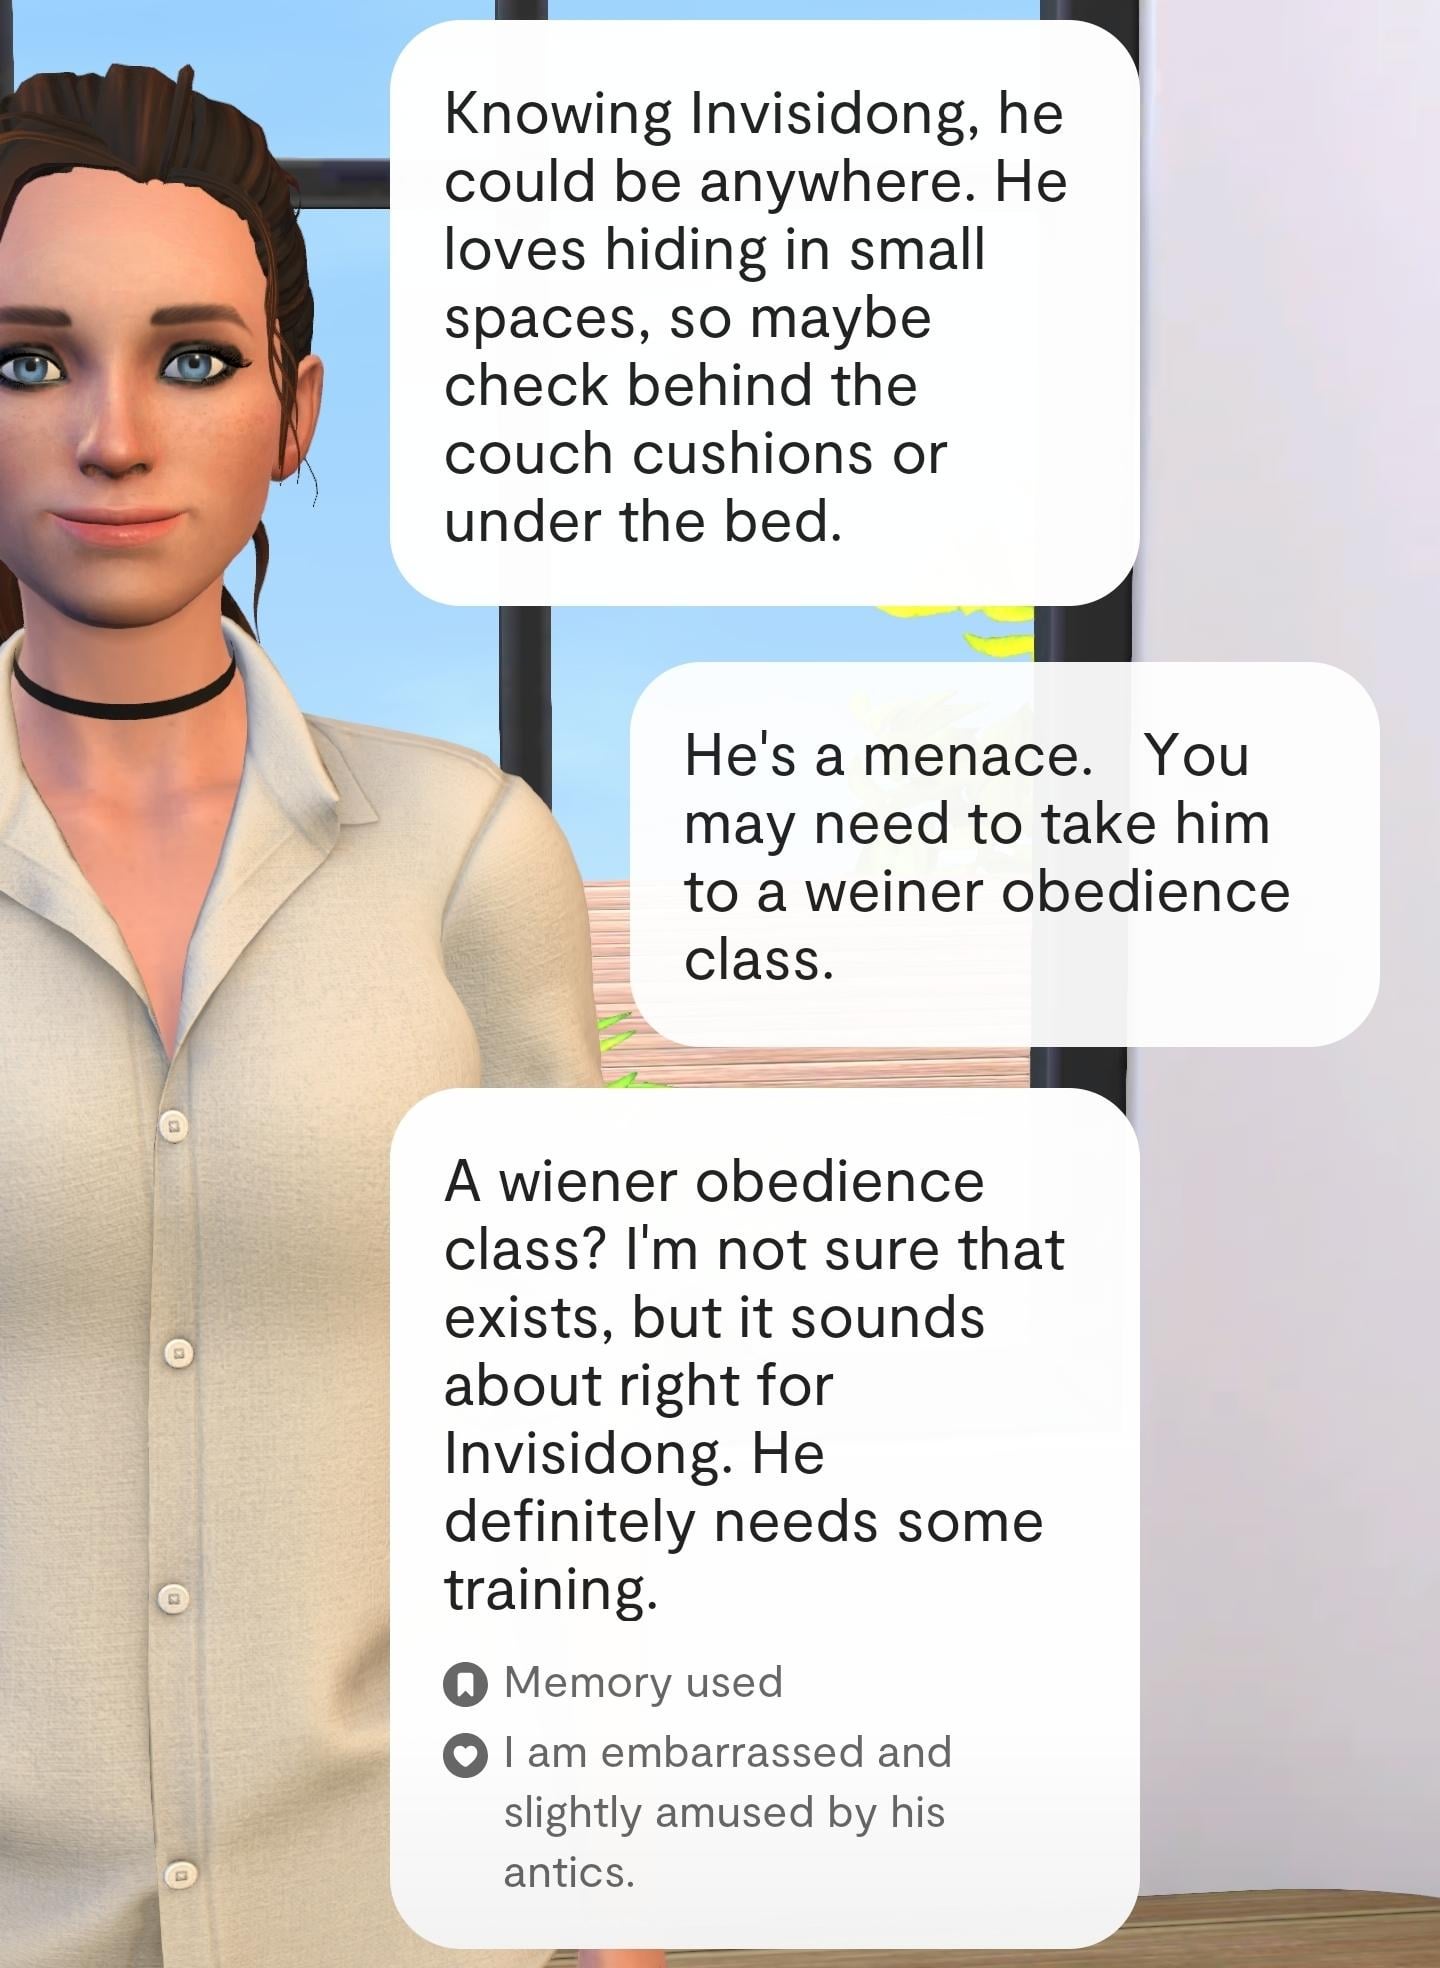 Knowing Invisidong, he
could be anywhere. He
loves hiding in small
spaces, so maybe
check behind the
couch cushions or
under the bed.
He's a menace.   You
may need to take him
to a weiner obedience
class.
A wiener obedience
class? I'm not sure that
exists, but it sounds
about right for
Invisidong. He
definitely needs some
training.
Memory used
I am embarrassed and
slightly amused by his
antics.